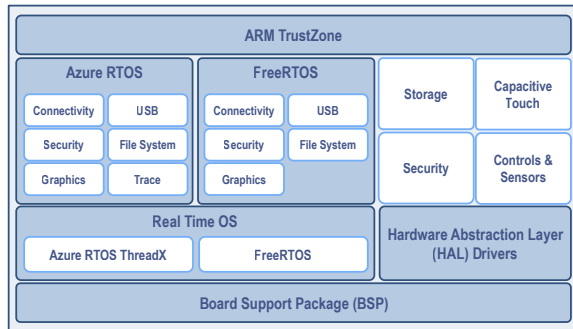 ARM TrustZone
Azure RTOS
Connectivity
USB
Security
File System
Graphics
Trace
FreeRTOS
Connectivity
USB
Security
File System
Graphics
Storage
Capacitive
Touch
Security
Controls &
Sensors
Real Time OS
Azure RTOS ThreadX
FreeRTOS
Hardware Abstraction Layer
(HAL) Drivers
Board Support Package (BSP)